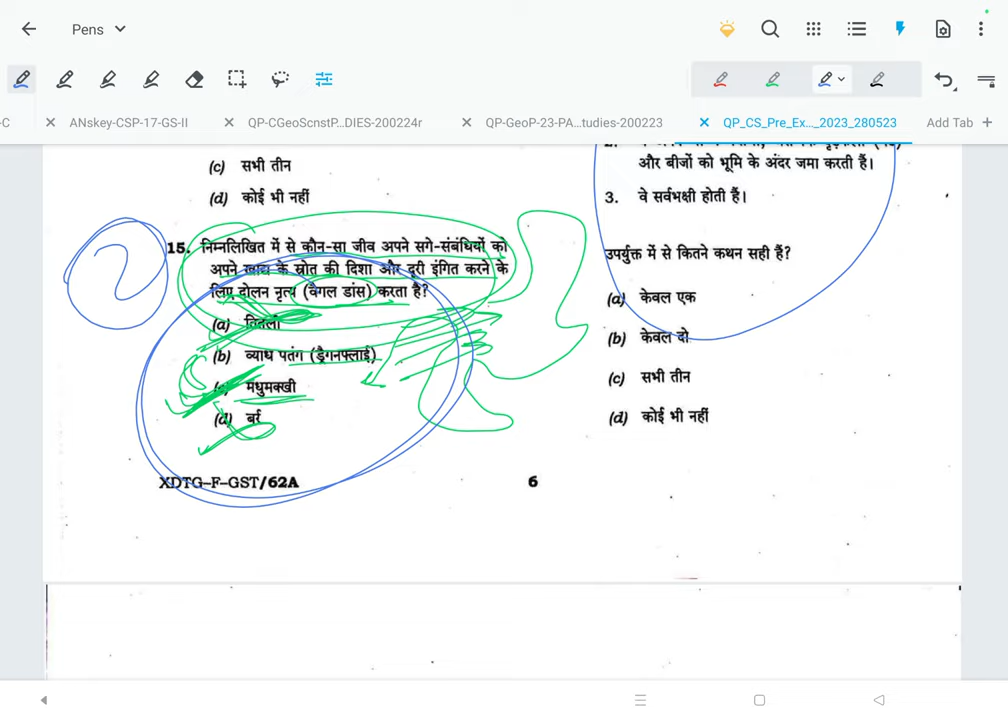 Pens
-C
ANskey-CSP-17-GS-II
QP-CGeoScnstP...DIES-200224r
QP-GeoP-23-PA...tudies-200223
QP_CS_Pre_Ex..._2023_280523
Add Tab
(c) सभी तीन
(d) कोई भी नहीं
15. निम्नलिखित में से कौन-सा जीव अपने सगे-संबंधियों को
अपने खाद्य के स्रोत की दिशा और दूरी इंगित करने के
लिए दोलन नृत्य (वैगल डांस) करता है?
(a) तितली
(b) व्याध पतंग (ड्रैगनफ्लाई)
(c) मधुमक्खी
(d) बर्र
XDTG-F-GST/62A
6
2.
और बीजों को भूमि के अंदर जमा करती हैं।
3. वे सर्वभक्षी होती हैं।
उपर्युक्त में से कितने कथन सही हैं?
(a) केवल एक
(b) केवल दो
(c) सभी तीन
(d) कोई भी नहीं